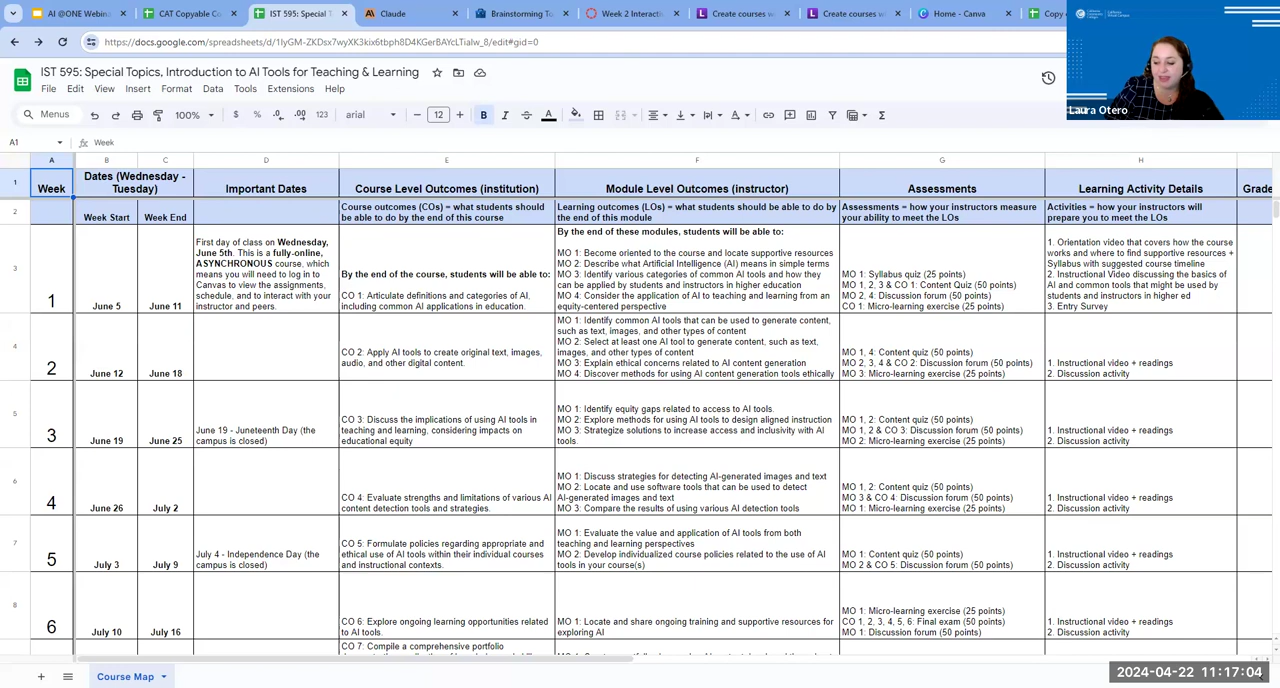 AI @ONE Webina
CAT Copyable C
IST 595: Special
Brainstorming To
Week 2 Interacti
Create courses w
Create courses v
Home - Canva
Copy
https://docs.google.com/spreadsheets/d/1lyGM-ZKDsx7wyXK3kix6tbph8D4KGerBAYcLTialw_8/edit#gid=0
IST 595: Special Topics, Introduction to AI Tools for Teaching & Learning
File Edit View Insert Format Data Tools Extensions Help
Menus 100% $ % .0 .00 123 arial 12 B I A
Laura Otero
A1 fx Week
A B C D E F G H
1 Week Dates (Wednesday - Tuesday) Important Dates Course Level Outcomes (institution) Module Level Outcomes (instructor) Assessments Learning Activity Details Grade
2 Week Start Week End
Course outcomes (COs) = what students should
be able to do by the end of this course
Learning outcomes (LOs) = what students should be able to do by
the end of this module
Assessments = how your instructors measure
your ability to meet the LOs
Activities = how your instructors will
prepare you to meet the LOs
3
1
June 5 June 11
First day of class on Wednesday,
June 5th. This is a fully-online,
ASYNCHRONOUS course, which
means you will need to log in to
Canvas to view the assignments,
schedule, and to interact with your
instructor and peers.
By the end of the course, students will be able to:
CO 1: Articulate definitions and categories of AI,
including common AI applications in education.
By the end of these modules, students will be able to:
MO 1: Become oriented to the course and locate supportive resources
MO 2: Describe what Artificial Intelligence (AI) means in simple terms
MO 3: Identify various categories of common AI tools and how they
can be applied by students and instructors in higher education
MO 4: Consider the application of AI to teaching and learning from an
equity-centered perspective
MO 1: Syllabus quiz (25 points)
MO 1, 2, 3 & CO 1: Content Quiz (50 points)
MO 2, 4: Discussion forum (50 points)
CO 1: Micro-learning exercise (25 points)
1. Orientation video that covers how the course
works and where to find supportive resources +
Syllabus with suggested course timeline
2. Instructional Video discussing the basics of
AI and common tools that might be used by
students and instructors in higher ed
3. Entry Survey
4
2
June 12 June 18
CO 2: Apply AI tools to create original text, images,
audio, and other digital content.
MO 1: Identify common AI tools that can be used to generate content,
such as text, images, and other types of content
MO 2: Select at least one AI tool to generate content, such as text,
images, and other types of content
MO 3: Explain ethical concerns related to AI content generation
MO 4: Discover methods for using AI content generation tools ethically
MO 1, 4: Content quiz (50 points)
MO 2, 3, 4 & CO 2: Discussion forum (50 points)
MO 3: Micro-learning exercise (25 points)
1. Instructional video + readings
2. Discussion activity
5
3
June 19 June 25
June 19 - Juneteenth Day (the
campus is closed)
CO 3: Discuss the implications of using AI tools in
teaching and learning, considering impacts on
educational equity
MO 1: Identify equity gaps related to access to AI tools.
MO 2: Explore methods for using AI tools to design aligned instruction
MO 3: Strategize solutions to increase access and inclusivity with AI
tools.
MO 1, 2: Content quiz (50 points)
MO 1, 2 & CO 3: Discussion forum (50 points)
MO 2: Micro-learning exercise (25 points)
1. Instructional video + readings
2. Discussion activity
6
4
June 26 July 2
CO 4: Evaluate strengths and limitations of various AI
content detection tools and strategies.
MO 1: Discuss strategies for detecting AI-generated images and text
MO 2: Locate and use software tools that can be used to detect
AI-generated images and text
MO 3: Compare the results of using various AI detection tools
MO 1, 2: Content quiz (50 points)
MO 3 & CO 4: Discussion forum (50 points)
MO 1: Micro-learning exercise (25 points)
1. Instructional video + readings
2. Discussion activity
7
5
July 3 July 9
July 4 - Independence Day (the
campus is closed)
CO 5: Formulate policies regarding appropriate and
ethical use of AI tools within their individual courses
and instructional contexts.
MO 1: Evaluate the value and application of AI tools from both
teaching and learning perspectives
MO 2: Develop individualized course policies related to the use of AI
tools in your course(s)
MO 1: Content quiz (50 points)
MO 2 & CO 5: Discussion forum (50 points)
1. Instructional video + readings
2. Discussion activity
8
6
July 10 July 16
CO 6: Explore ongoing learning opportunities related
to AI tools.
MO 1: Locate and share ongoing training and supportive resources for
exploring AI
MO 1: Micro-learning exercise (25 points)
CO 1, 2, 3, 4, 5, 6: Final exam (50 points)
MO 1: Discussion forum (50 points)
1. Instructional video + readings
2. Discussion activity
CO 7: Compile a comprehensive portfolio
Course Map
2024-04-22 11:17:04